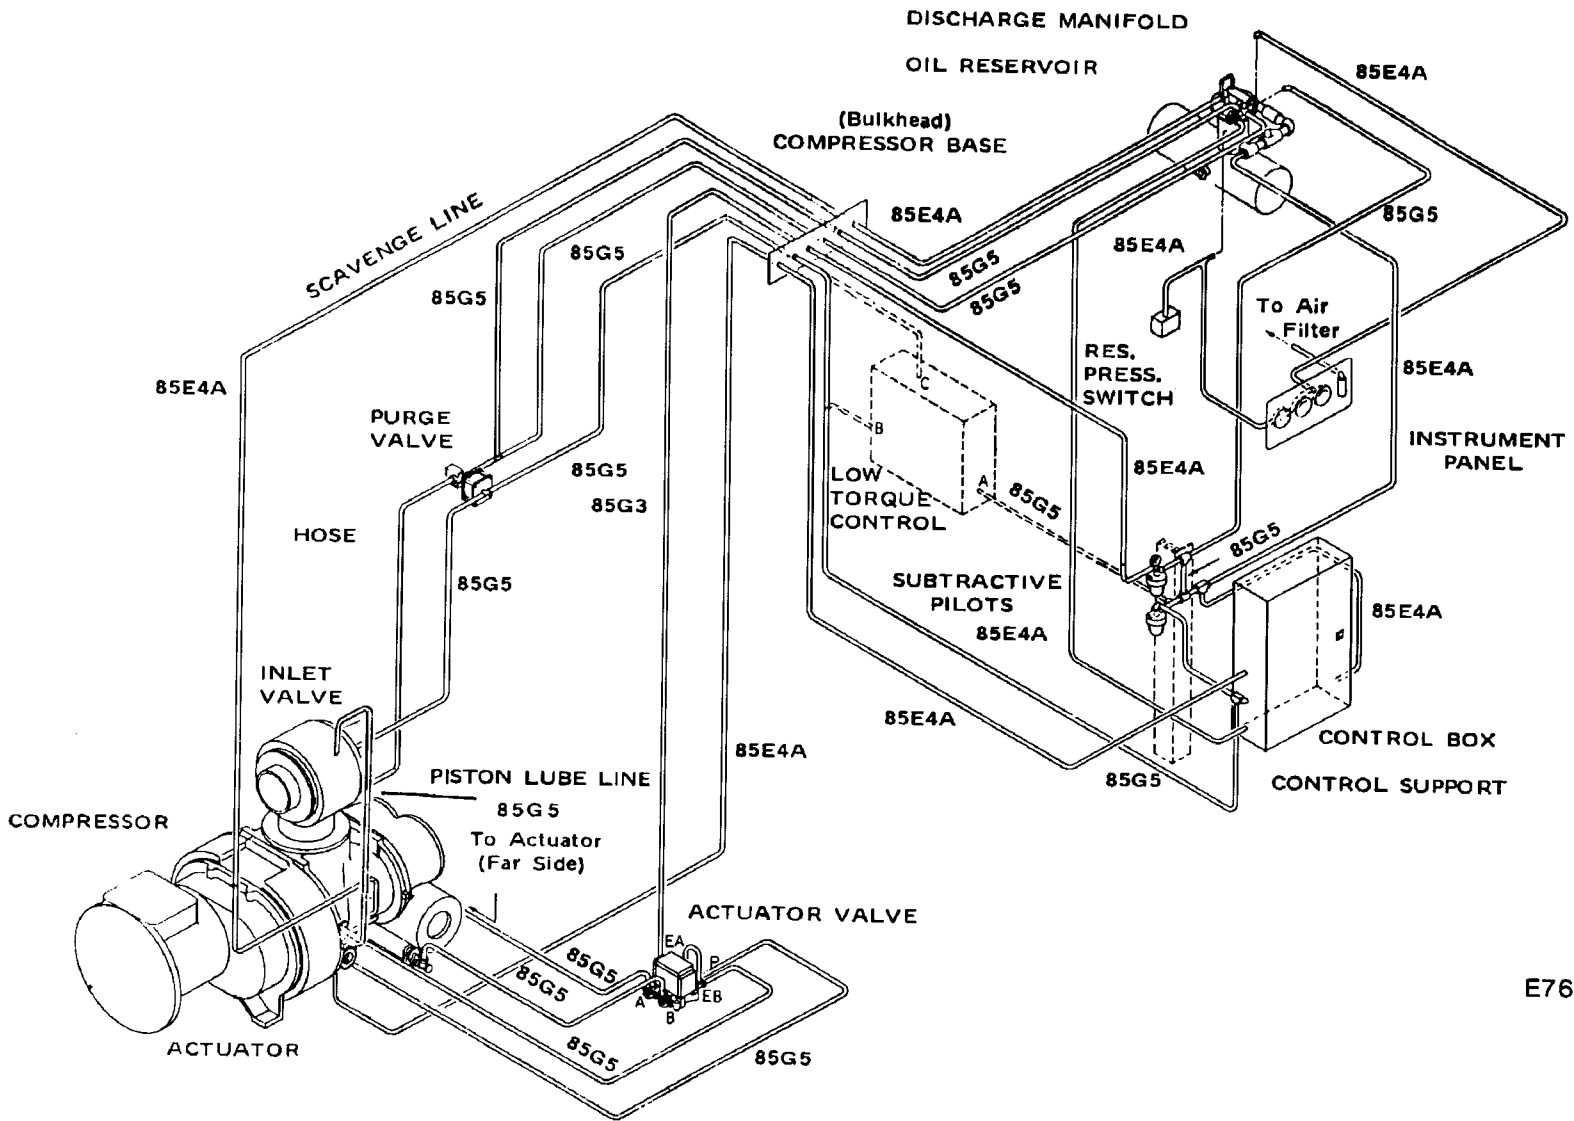 DISCHARGE MANIFOLD
OIL RESERVOIR
85E4A
(Bulkhead)
COMPRESSOR BASE
SCAVENGE LINE
85E4A
85G5
85G5
85G5
85E4A
85G5
85G5
To Air
Filter
85E4A
85E4A
PURGE
VALVE
C
B
RES.
PRESS.
SWITCH
INSTRUMENT
PANEL
85G5
85G3
85E4A
LOW
TORQUE
CONTROL
A
85G5
HOSE
85G5
85G5
SUBTRACTIVE
PILOTS
85E4A
85E4A
INLET
VALVE
85E4A
85E4A
85G5
CONTROL BOX
CONTROL SUPPORT
PISTON LUBE LINE
85G5
To Actuator
(Far Side)
COMPRESSOR
ACTUATOR VALVE
EA
P
85G5
85G5
A
B
EB
E76
ACTUATOR
85G5
85G5